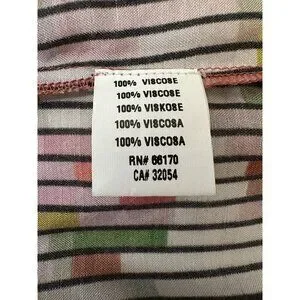 100% VISCOSE
100% VISCOSE
100% VISKOSE
100% VISCOSA
100% VISCOSA
RN# 66170
CA# 32054